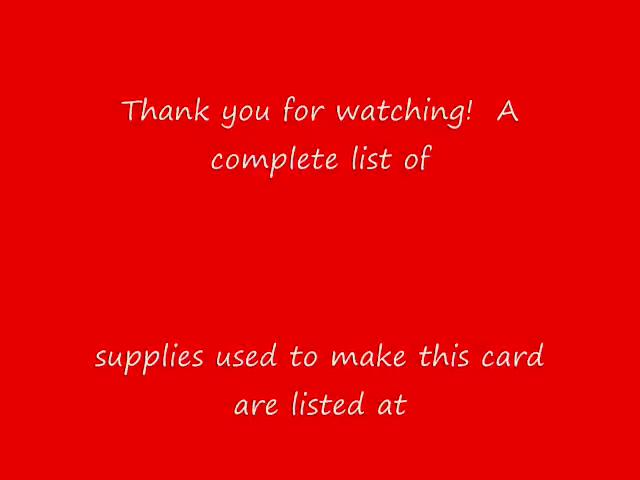 Thank you for watching!  A
complete list of
supplies used to make this card
are listed at